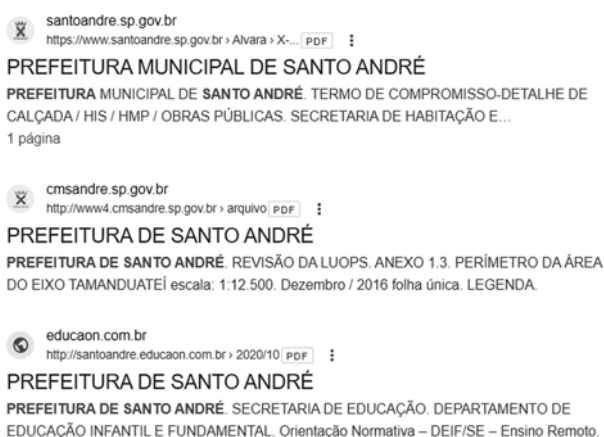 santoandre.sp.gov.br
https://www.santoandre.sp.gov.br › Alvara › X-... PDF
PREFEITURA MUNICIPAL DE SANTO ANDRÉ
PREFEITURA MUNICIPAL DE SANTO ANDRÉ. TERMO DE COMPROMISSO-DETALHE DE
CALÇADA / HIS / HMP / OBRAS PÚBLICAS. SECRETARIA DE HABITAÇÃO E...
1 página
cmsandre.sp.gov.br
http://www4.cmsandre.sp.gov.br › arquivo PDF
PREFEITURA DE SANTO ANDRÉ
PREFEITURA DE SANTO ANDRÉ. REVISÃO DA LUOPS. ANEXO 1.3. PERÍMETRO DA ÁREA
DO EIXO TAMANDUATEÍ escala: 1:12.500. Dezembro / 2016 folha única. LEGENDA.
educaon.com.br
http://santoandre.educaon.com.br › 2020/10 PDF
PREFEITURA DE SANTO ANDRÉ
PREFEITURA DE SANTO ANDRÉ. SECRETARIA DE EDUCAÇÃO. DEPARTAMENTO DE
EDUCAÇÃO INFANTIL E FUNDAMENTAL. Orientação Normativa – DEIF/SE – Ensino Remoto.